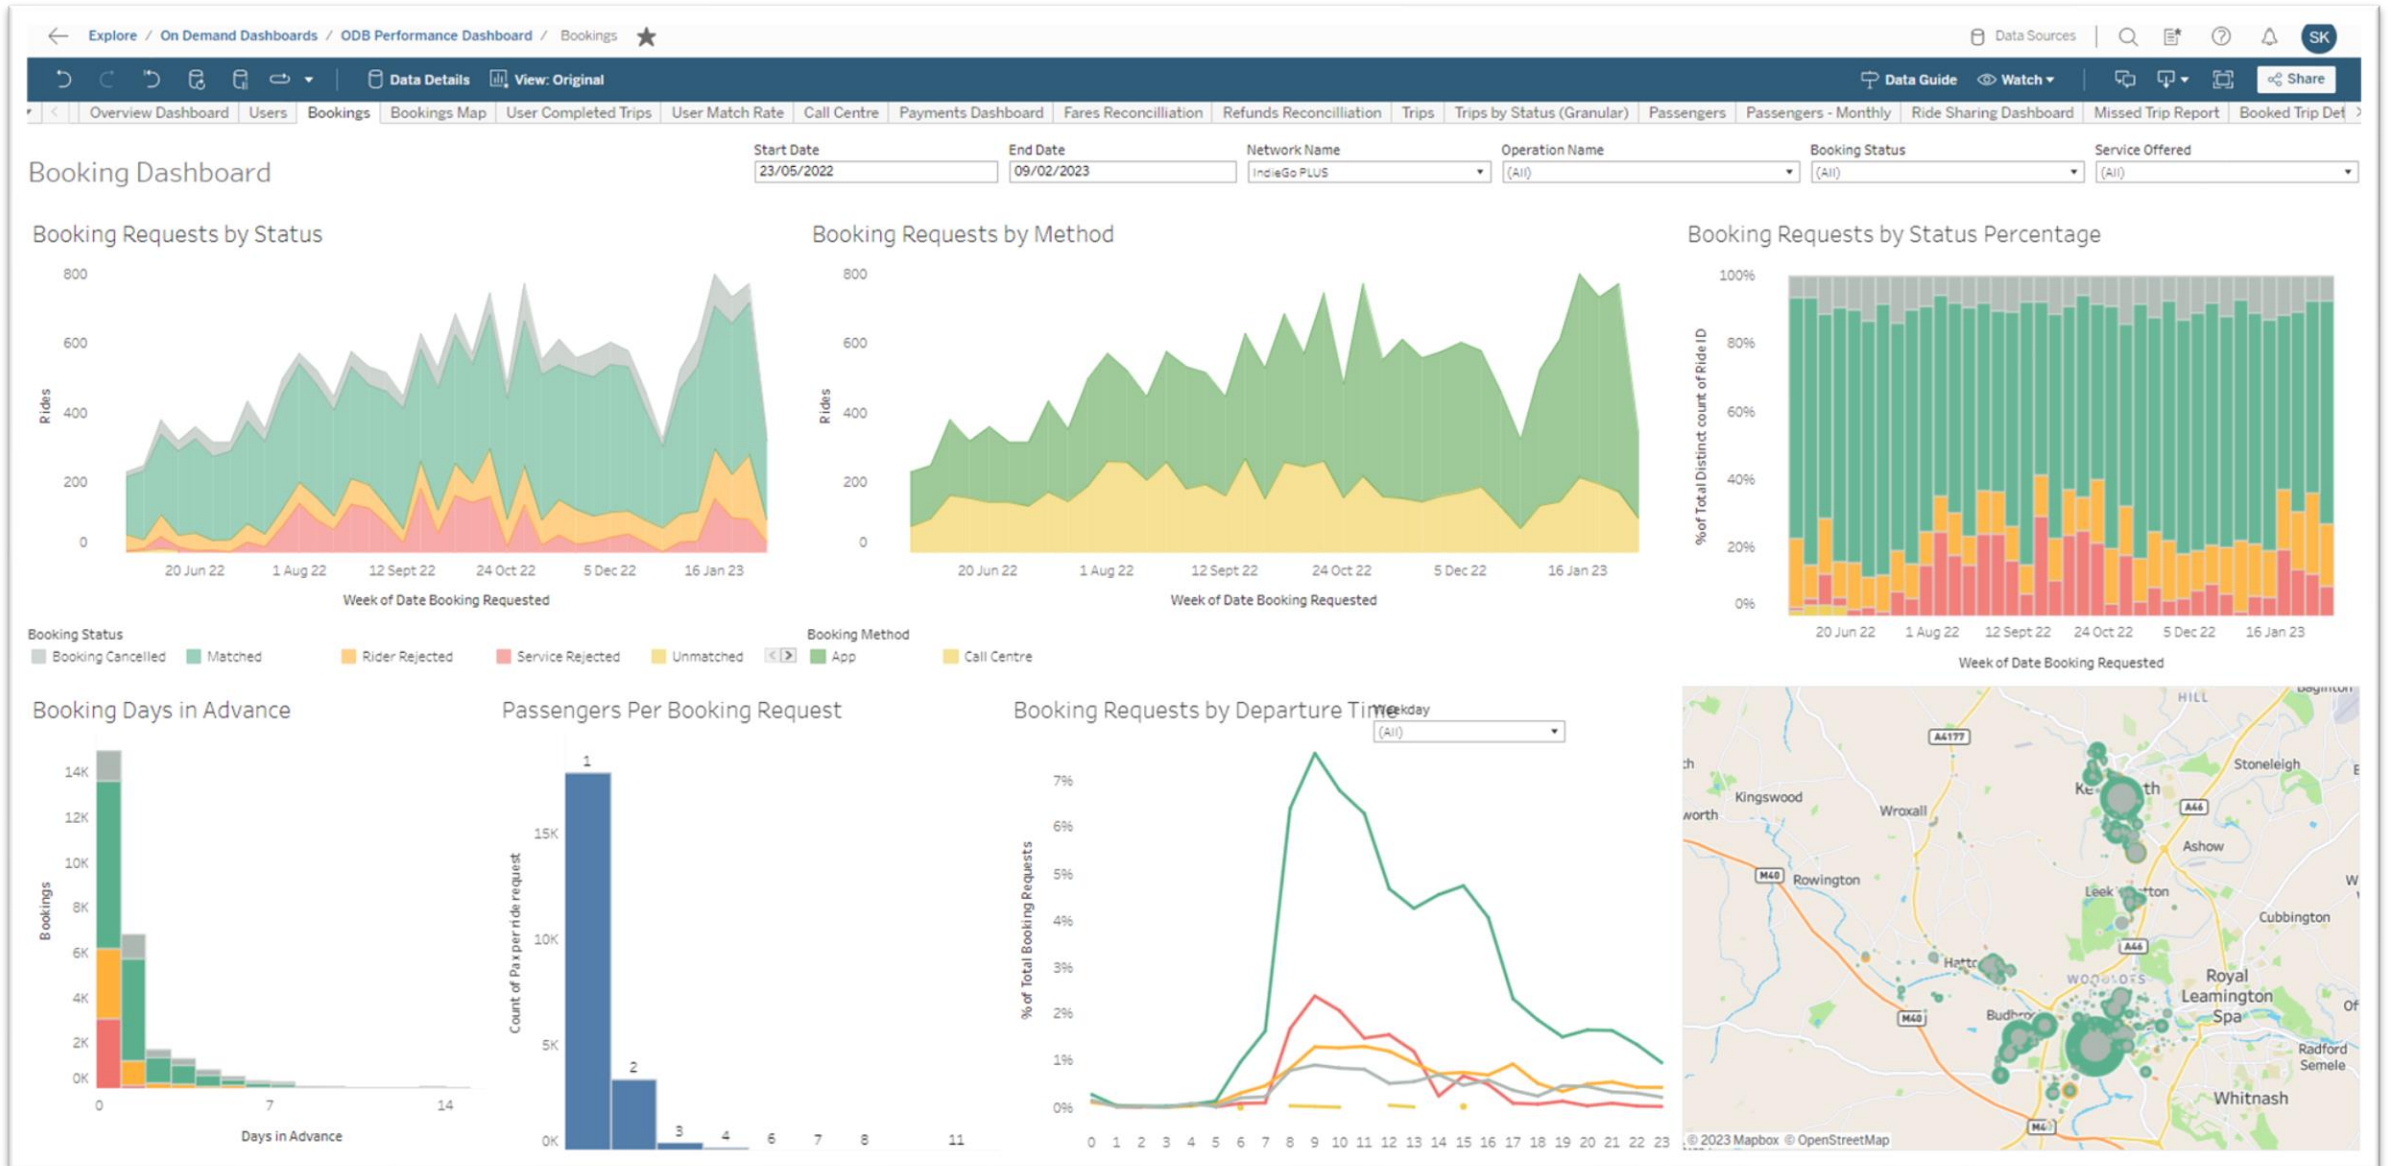 Explore / On Demand Dashboards / ODB Performance Dashboard / Bookings
Data Sources
SK
Data Details
View: Original
Data Guide
Watch
Share
Overview Dashboard
Users
Bookings
Bookings Map
User Completed Trips
User Match Rate
Call Centre
Payments Dashboard
Fares Reconcilliation
Refunds Reconcilliation
Trips
Trips by Status (Granular)
Passengers
Passengers - Monthly
Ride Sharing Dashboard
Missed Trip Report
Booked Trip Det
Booking Dashboard
Start Date
23/05/2022
End Date
09/02/2023
Network Name
IndieGo PLUS
Operation Name
(All)
Booking Status
(All)
Service Offered
(All)
Booking Requests by Status
800
600
400
200
0
Rides
20 Jun 22
1 Aug 22
12 Sept 22
24 Oct 22
5 Dec 22
16 Jan 23
Week of Date Booking Requested
Booking Requests by Method
800
600
400
200
0
Rides
20 Jun 22
1 Aug 22
12 Sept 22
24 Oct 22
5 Dec 22
16 Jan 23
Week of Date Booking Requested
Booking Requests by Status Percentage
100%
80%
60%
40%
20%
0%
% of Total Distinct count of Ride ID
20 Jun 22
1 Aug 22
12 Sept 22
24 Oct 22
5 Dec 22
16 Jan 23
Week of Date Booking Requested
Booking Status
Booking Cancelled
Matched
Rider Rejected
Service Rejected
Unmatched
Booking Method
App
Call Centre
Booking Days in Advance
14K
12K
10K
8K
6K
4K
2K
0K
Bookings
0
7
14
Days in Advance
Passengers Per Booking Request
15K
10K
5K
0K
Count of Pax per ride request
1
2
3
4
6
7
8
11
Booking Requests by Departure Time
Weekday
(All)
7%
6%
5%
4%
3%
2%
1%
0%
% of Total Booking Requests
0 1 2 3 4 5 6 7 8 9 10 11 12 13 14 15 16 17 18 19 20 21 22 23
HILL
A4177
Stoneleigh
Kingswood
worth
Wroxall
A46
Ashow
M40
Rowington
Cubbington
A46
Royal
Leamington
Spa
M40
Radford
Semele
Whitnash
© 2023 Mapbox © OpenStreetMap